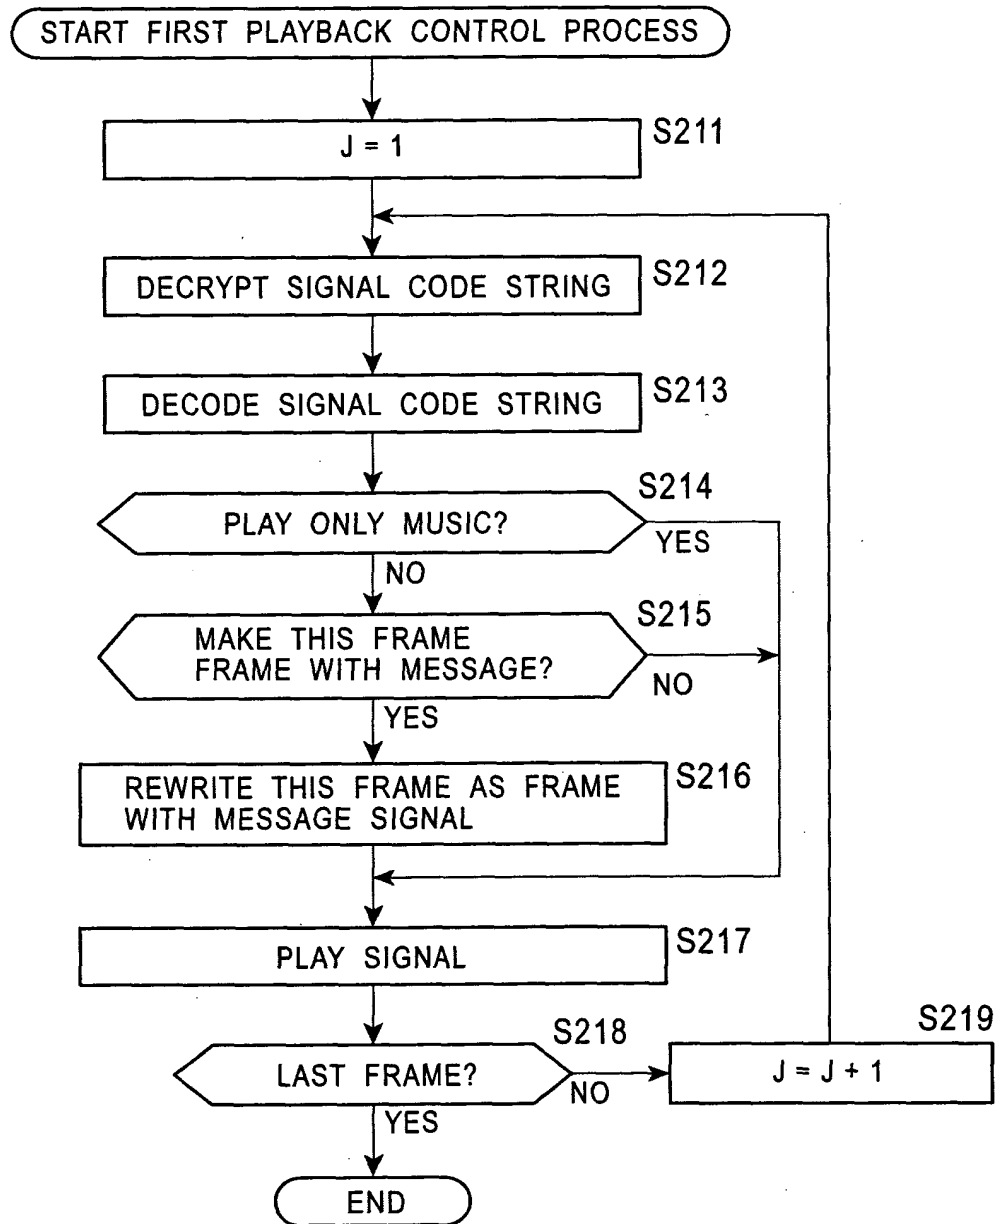 START FIRST PLAYBACK CONTROL PROCESS
J = 1
S211
DECRYPT SIGNAL CODE STRING
S212
DECODE SIGNAL CODE STRING
S213
PLAY ONLY MUSIC?
S214
YES
NO
MAKE THIS FRAME
FRAME WITH MESSAGE?
S215
NO
YES
REWRITE THIS FRAME AS FRAME
WITH MESSAGE SIGNAL
S216
PLAY SIGNAL
S217
LAST FRAME?
S218
NO
J = J + 1
S219
YES
END